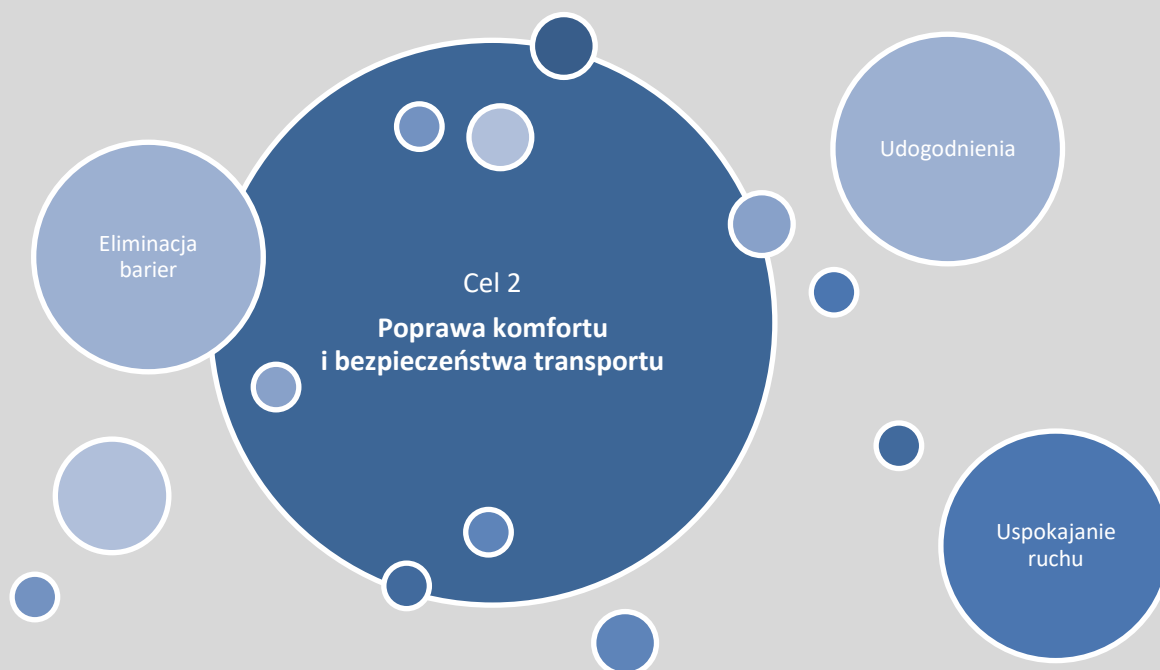 Udogodnienia
Eliminacja
barier
Cel 2
Poprawa komfortu
i bezpieczeństwa transportu
Uspokajanie
ruchu